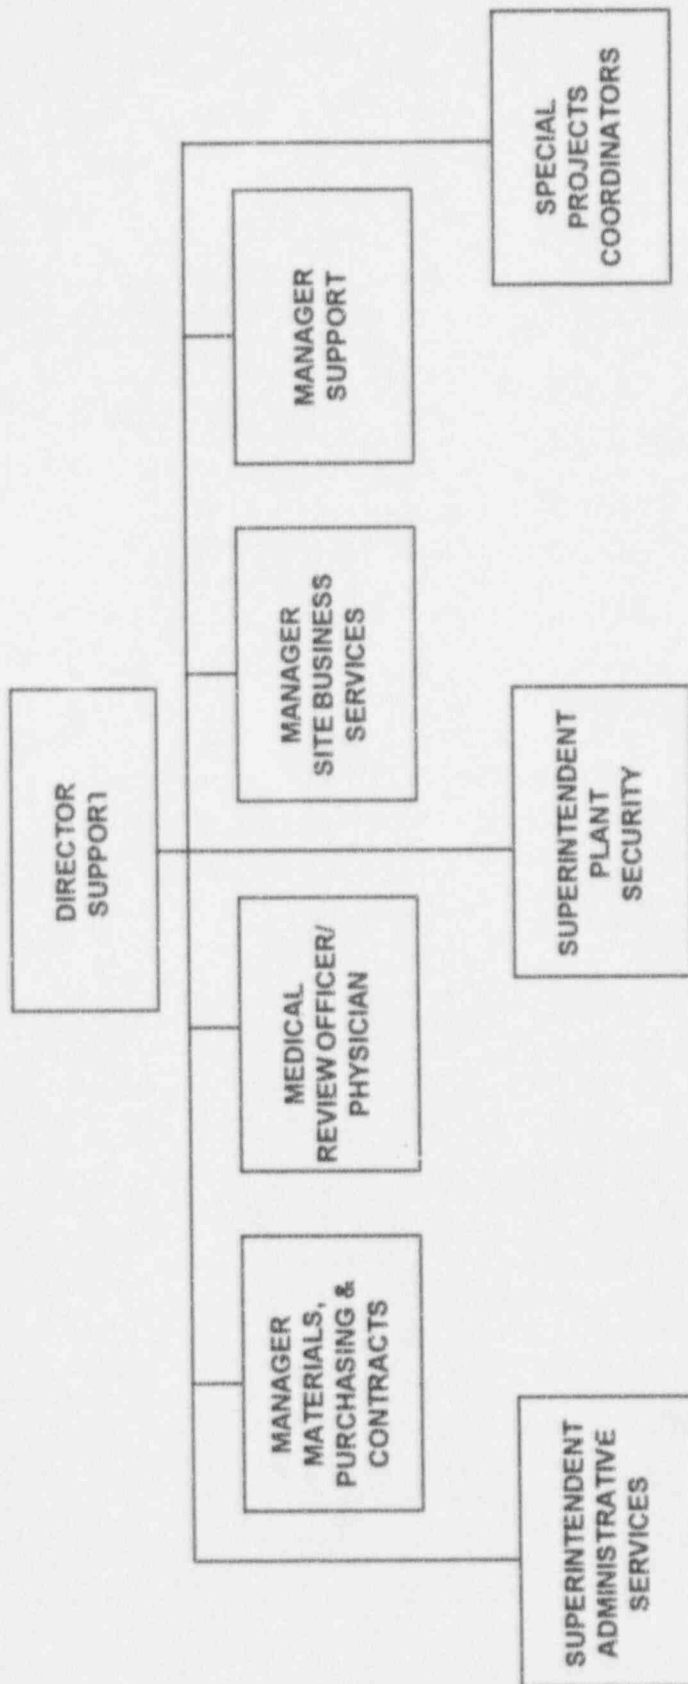 DIRECTOR
SUPPORT
MANAGER
MATERIALS,
PURCHASING &
CONTRACTS
MEDICAL
REVIEW OFFICER/
PHYSICIAN
MANAGER
SITE BUSINESS
SERVICES
MANAGER
SUPPORT
SUPERINTENDENT
ADMINISTRATIVE
SERVICES
SUPERINTENDENT
PLANT
SECURITY
SPECIAL
PROJECTS
COORDINATORS